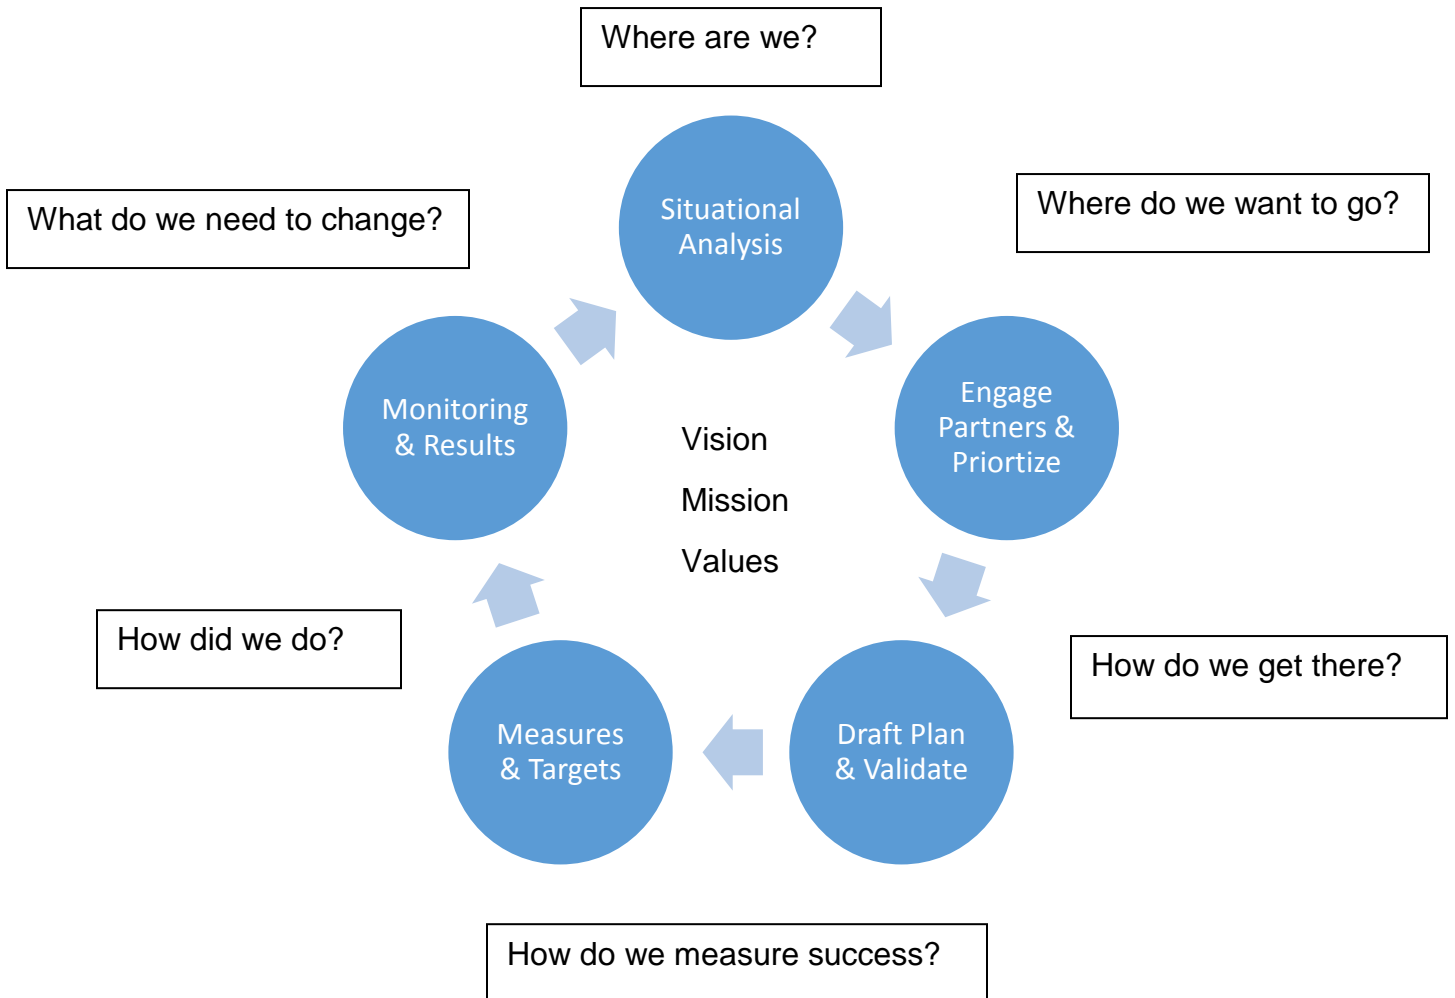 Where are we?
Situational
Analysis
Where do we want to go?
Engage
Partners &
Priortize
How do we get there?
Draft Plan
& Validate
How do we measure success?
Measures
& Targets
How did we do?
Monitoring
& Results
What do we need to change?
Vision
Mission
Values